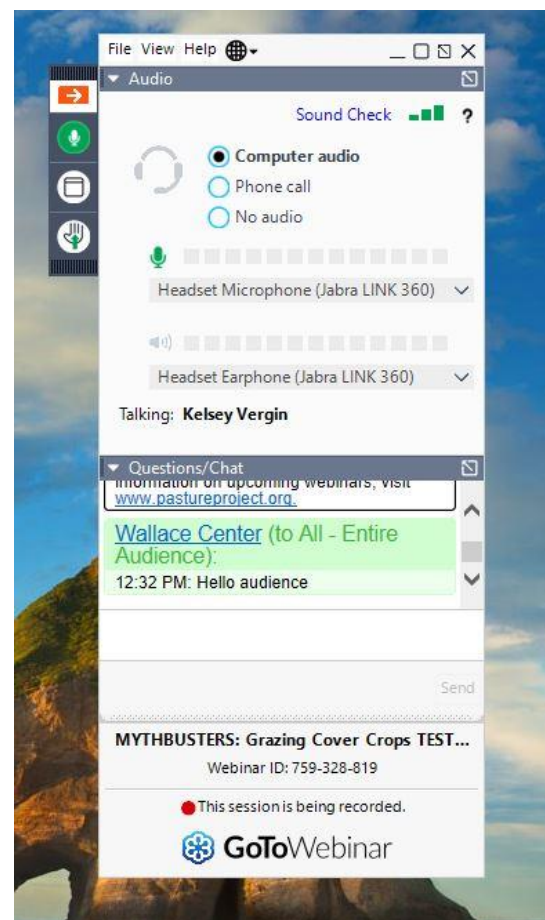 File View Help
Audio
Sound Check ?
Computer audio
Phone call
No audio
Headset Microphone (Jabra LINK 360)
Headset Earphone (Jabra LINK 360)
Talking: Kelsey Vergin
Questions/Chat
information on upcoming webinars, visit
www.pastureproject.org.
Wallace Center (to All - Entire
Audience):
12:32 PM: Hello audience
Send
MYTHBUSTERS: Grazing Cover Crops TEST...
Webinar ID: 759-328-819
This session is being recorded.
GoToWebinar